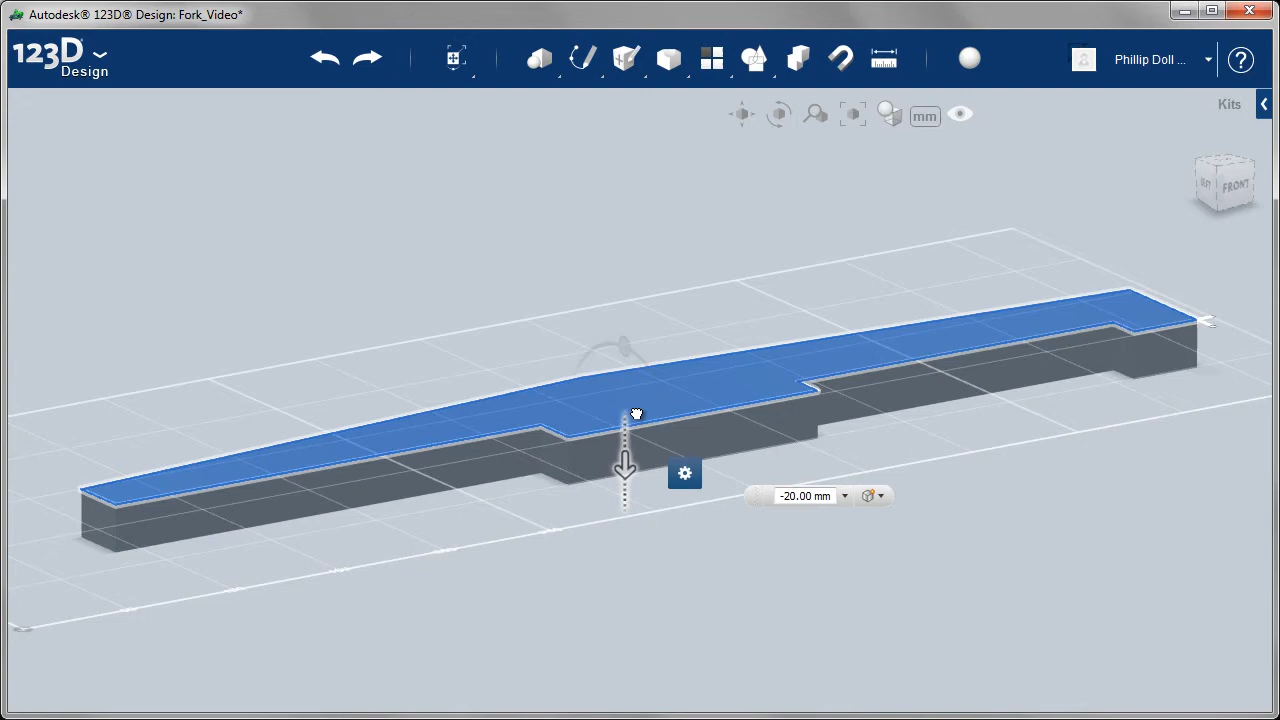 Autodesk® 123D® Design: Fork_Video*
123D
Design
Phillip Doll ...
?
Kits
mm
LEFT
FRONT
-20.00 mm